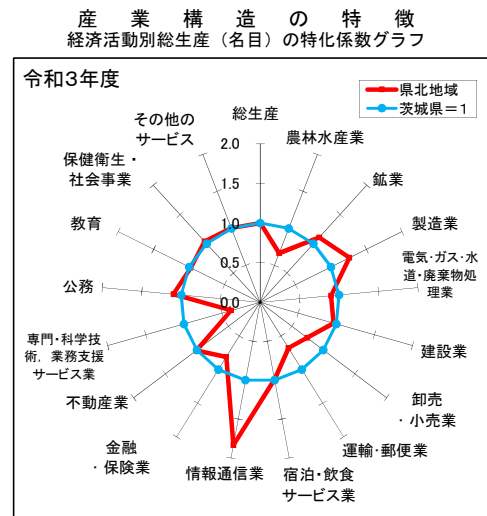 産業構造の特徴
経済活動別総生産（名目）の特化係数グラフ
令和3年度
県北地域
茨城県＝1
総生産
農林水産業
鉱業
製造業
電気・ガス・水
道・廃棄物処
理業
建設業
卸売
・小売業
運輸・郵便業
宿泊・飲食
サービス業
情報通信業
金融
・保険業
不動産業
専門・科学技
術，業務支援
サービス業
公務
教育
保健衛生・
社会事業
その他の
サービス
2.0
1.5
1.0
0.5
0.0